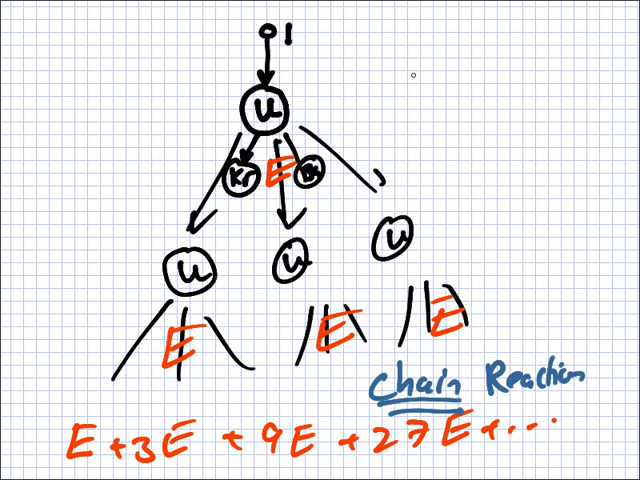 1
U
Kr E Ba
U U U
E E E
Chain Reaction
E + 3E + 9E + 27E + ...